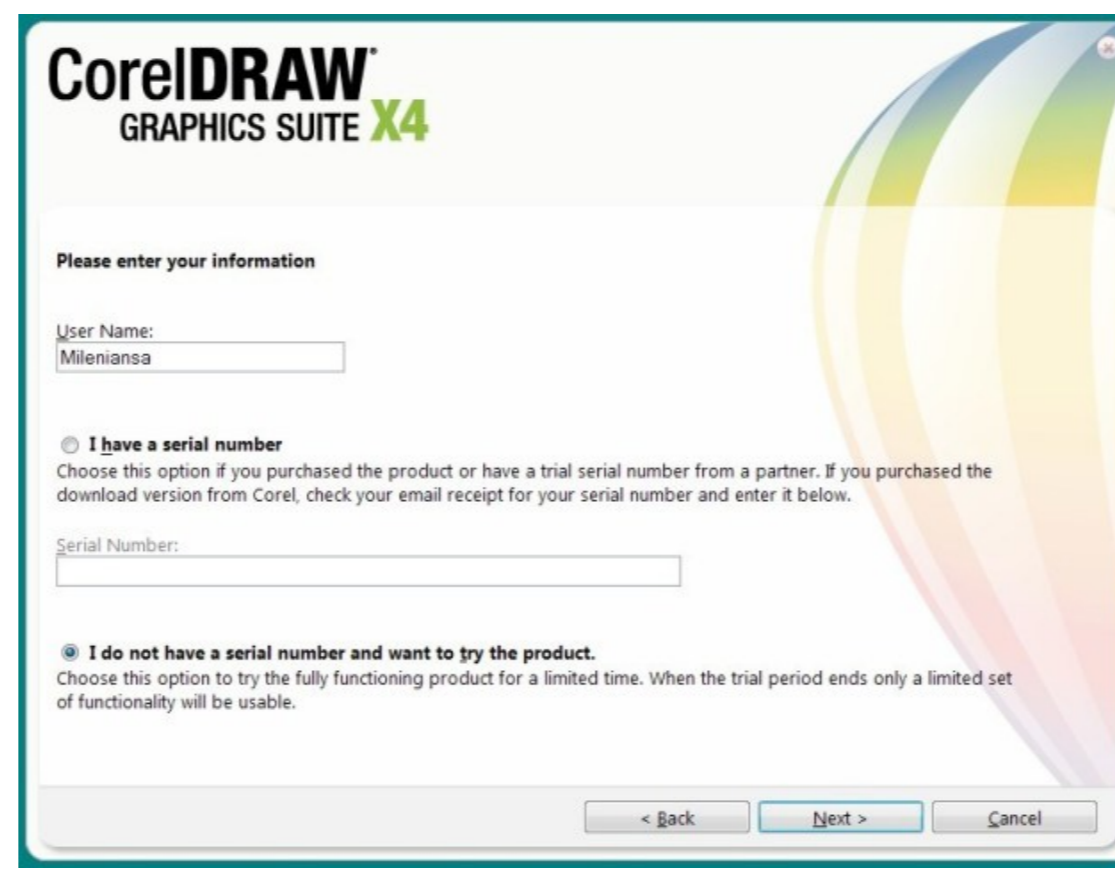 CorelDRAW®
GRAPHICS SUITE X4
Please enter your information
User Name:
Mileniansa
I have a serial number
Choose this option if you purchased the product or have a trial serial number from a partner. If you purchased the
download version from Corel, check your email receipt for your serial number and enter it below.
Serial Number:
I do not have a serial number and want to try the product.
Choose this option to try the fully functioning product for a limited time. When the trial period ends only a limited set
of functionality will be usable.
< Back Next > Cancel